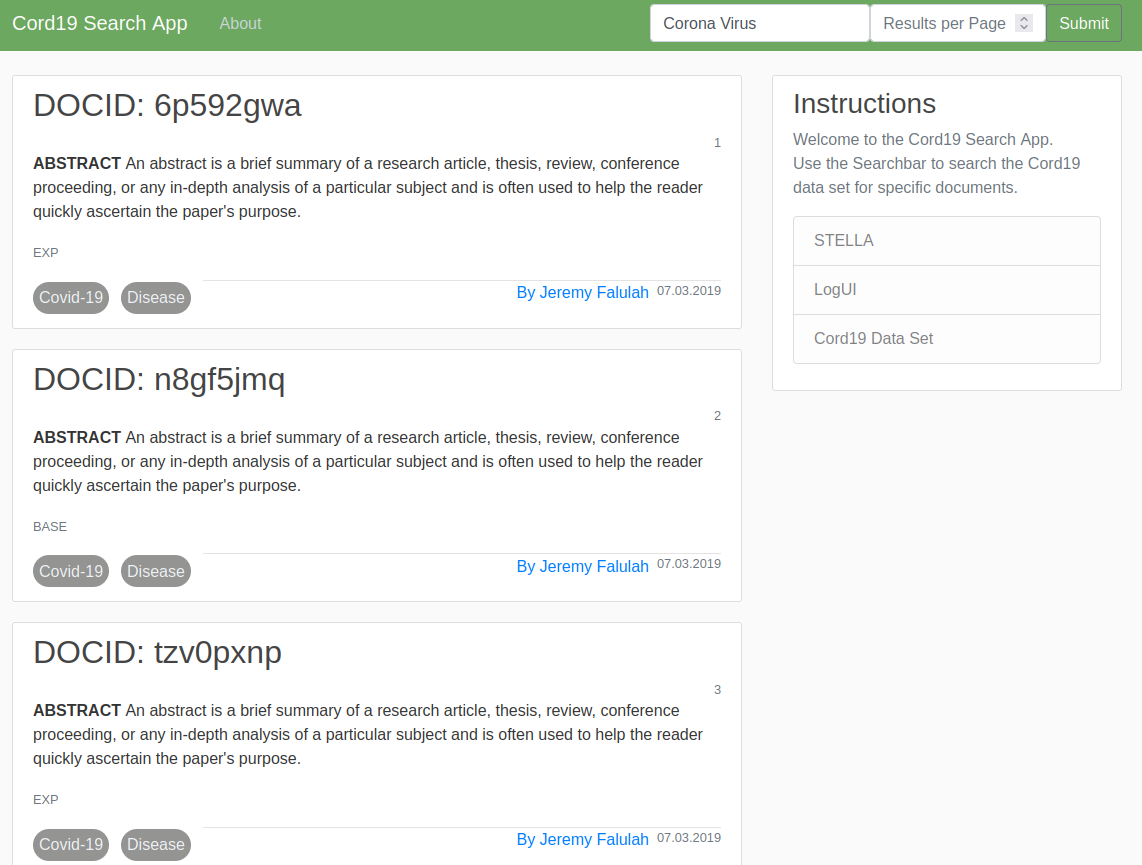 Cord19 Search App About Corona Virus Results per Page Submit
DOCID: 6p592gwa
1
ABSTRACT An abstract is a brief summary of a research article, thesis, review, conference
proceeding, or any in-depth analysis of a particular subject and is often used to help the reader
quickly ascertain the paper's purpose.
EXP
Covid-19 Disease By Jeremy Falulah 07.03.2019
DOCID: n8gf5jmq
2
ABSTRACT An abstract is a brief summary of a research article, thesis, review, conference
proceeding, or any in-depth analysis of a particular subject and is often used to help the reader
quickly ascertain the paper's purpose.
BASE
Covid-19 Disease By Jeremy Falulah 07.03.2019
DOCID: tzv0pxnp
3
ABSTRACT An abstract is a brief summary of a research article, thesis, review, conference
proceeding, or any in-depth analysis of a particular subject and is often used to help the reader
quickly ascertain the paper's purpose.
EXP
Covid-19 Disease By Jeremy Falulah 07.03.2019
Instructions
Welcome to the Cord19 Search App.
Use the Searchbar to search the Cord19
data set for specific documents.
STELLA
LogUI
Cord19 Data Set